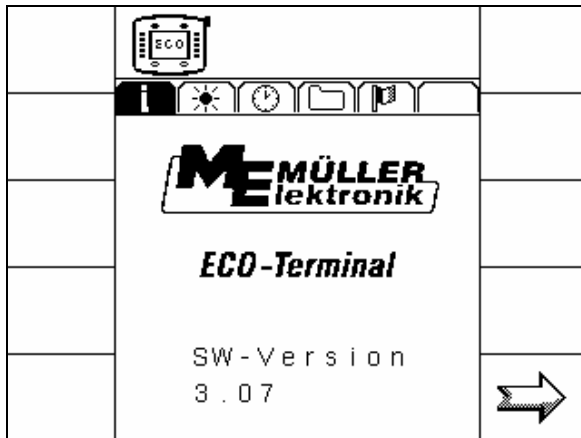 ECO
i
MÜLLER
Elektronik
ECO-Terminal
SW-Version
3.07